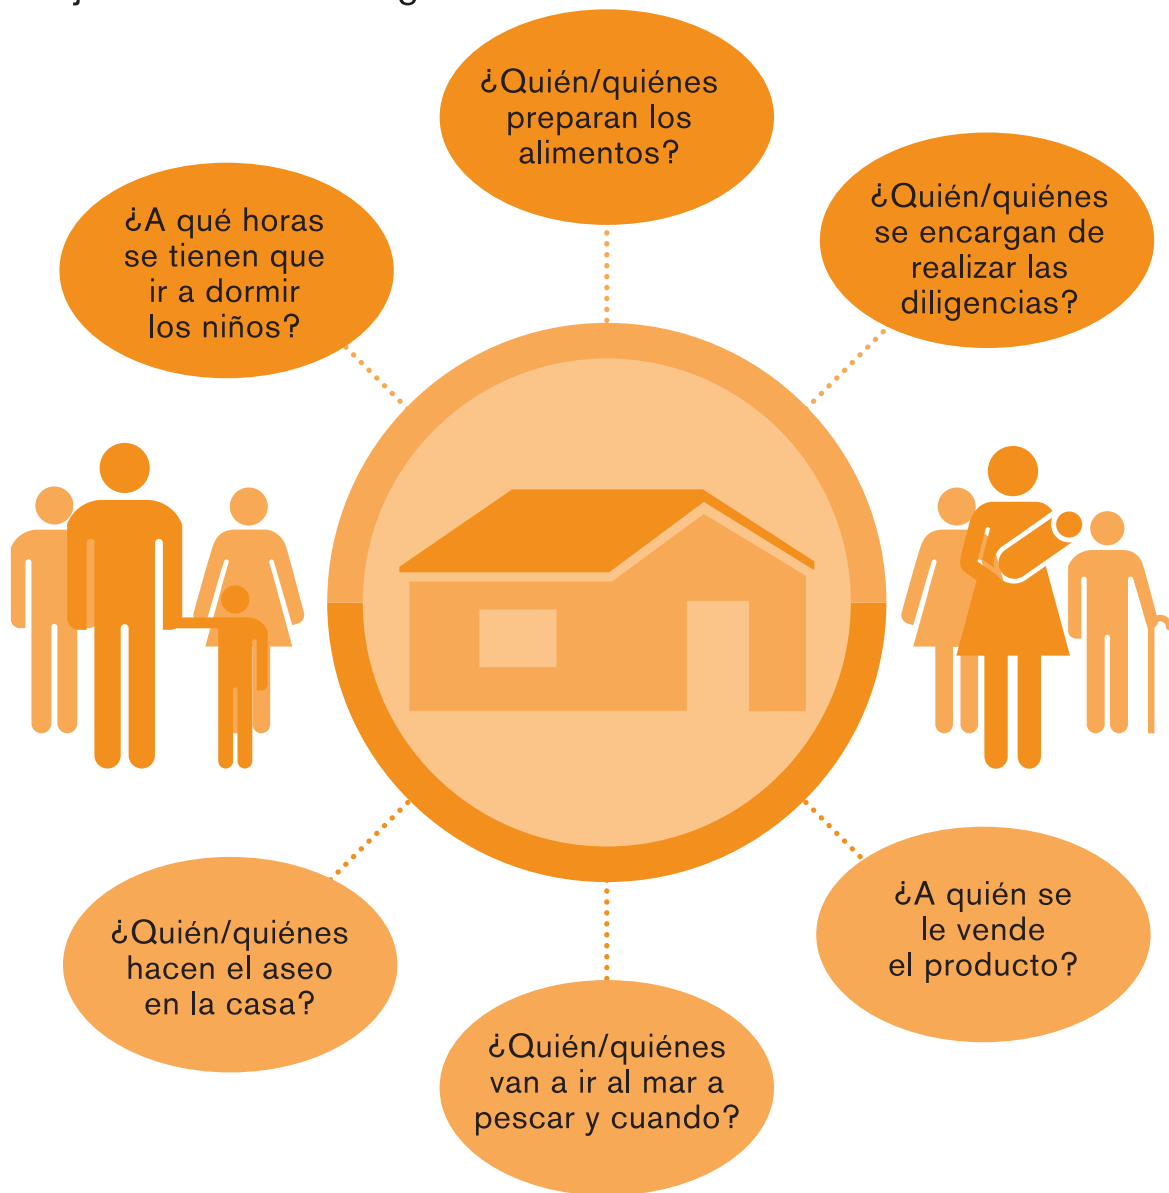 ¿Quién/quiénes
preparan los
alimentos?
¿A qué horas
se tienen que
ir a dormir
los niños?
¿Quién/quiénes
se encargan de
realizar las
diligencias?
¿Quién/quiénes
hacen el aseo
en la casa?
¿A quién se
le vende
el producto?
¿Quién/quiénes
van a ir al mar a
pescar y cuando?